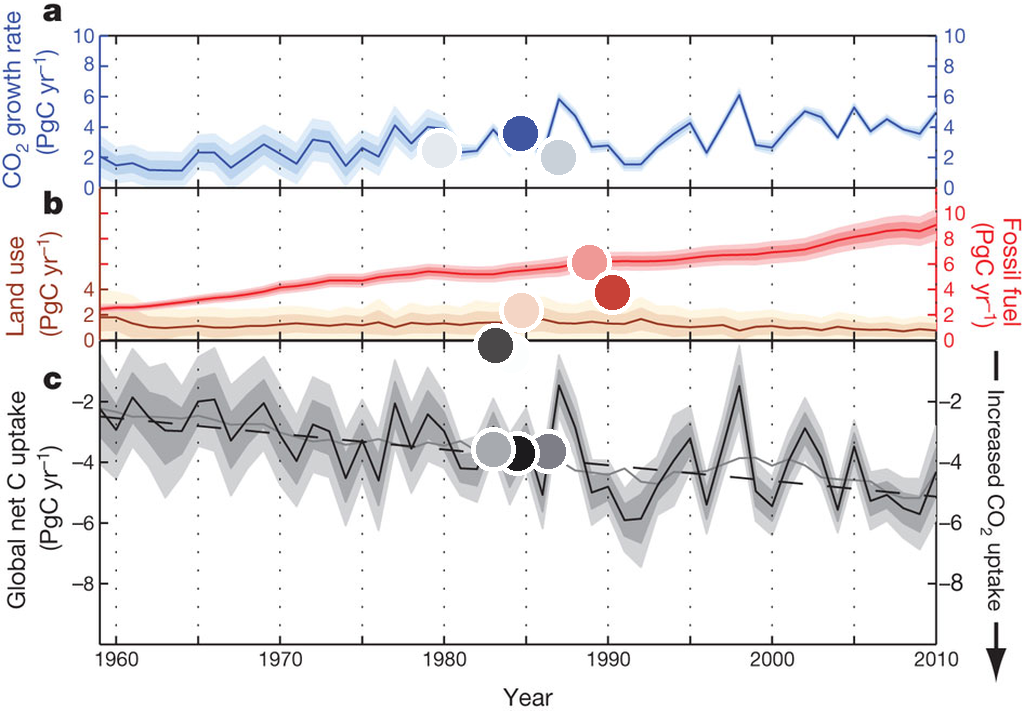 a
CO₂ growth rate
(PgC yr⁻¹)
10
8
6
4
2
0
10
8
6
4
2
0
b
Land use
(PgC yr⁻¹)
4
2
0
10
8
6
4
2
0
Fossil fuel
(PgC yr⁻¹)
c
Global net C uptake
(PgC yr⁻¹)
–2
–4
–6
–8
–2
–4
–6
–8
Increased CO₂ uptake
1960
1970
1980
1990
2000
2010
Year